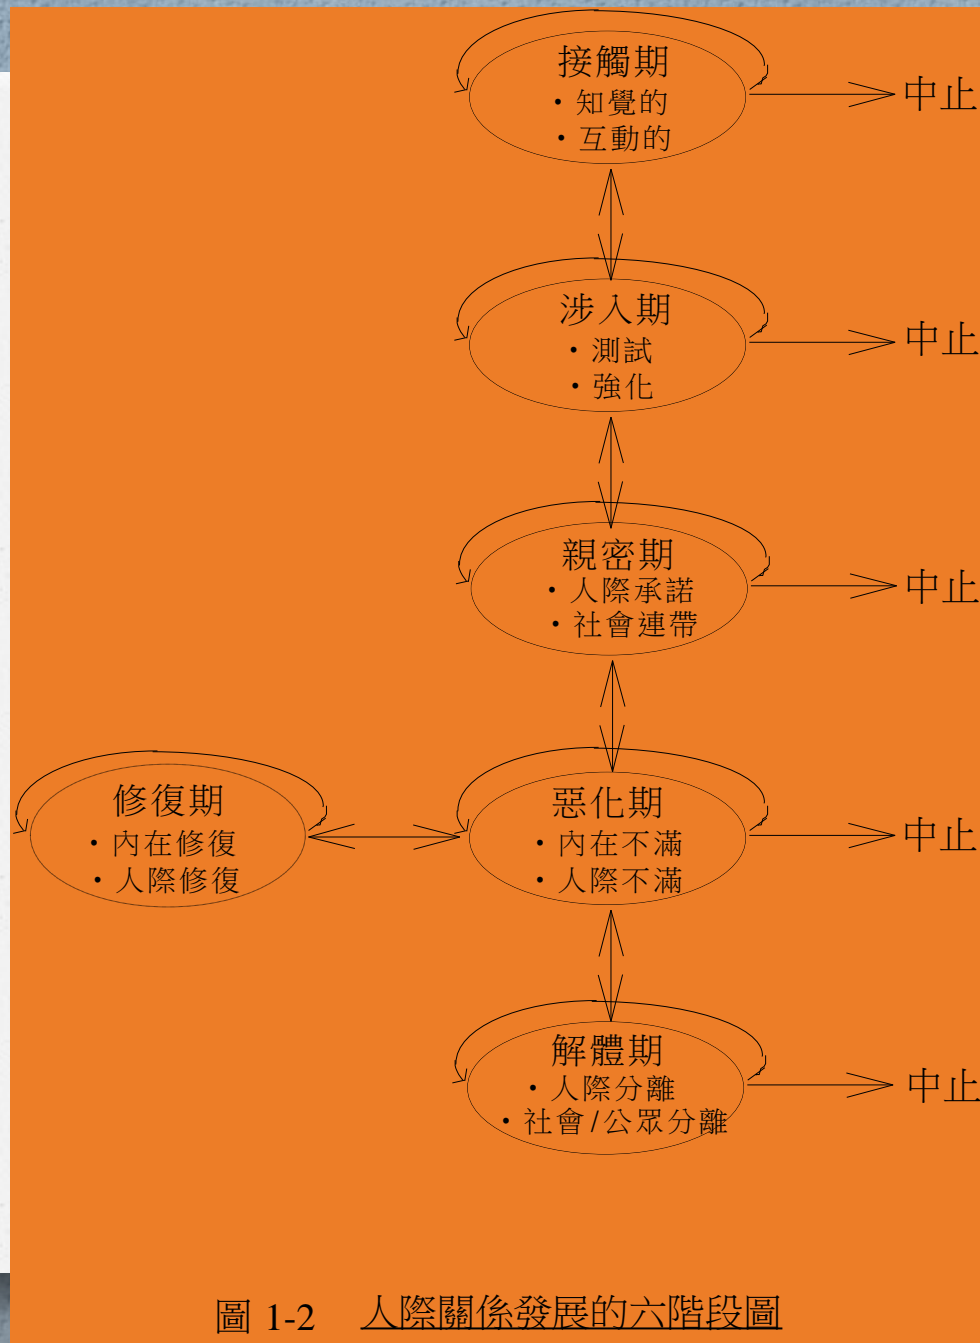 接觸期
・知覺的
・互動的
中止
涉入期
・測試
・強化
中止
親密期
・人際承諾
・社會連帶
中止
修復期
・內在修復
・人際修復
惡化期
・內在不滿
・人際不滿
中止
解體期
・人際分離
・社會/公眾分離
中止
圖 1-2 人際關係發展的六階段圖